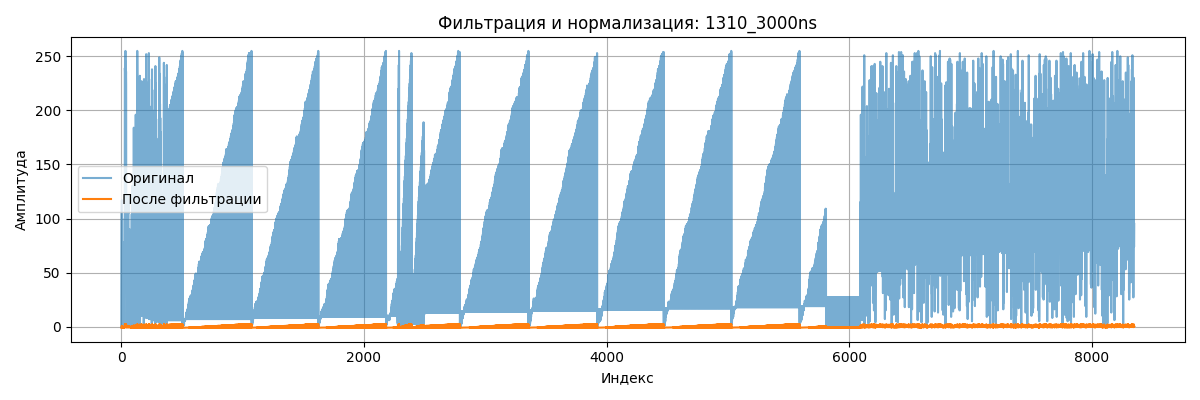 Фильтрация и нормализация: 1310_3000ns
Амплитуда
250
200
150
100
50
0
Оригинал
После фильтрации
0
2000
4000
6000
8000
Индекс